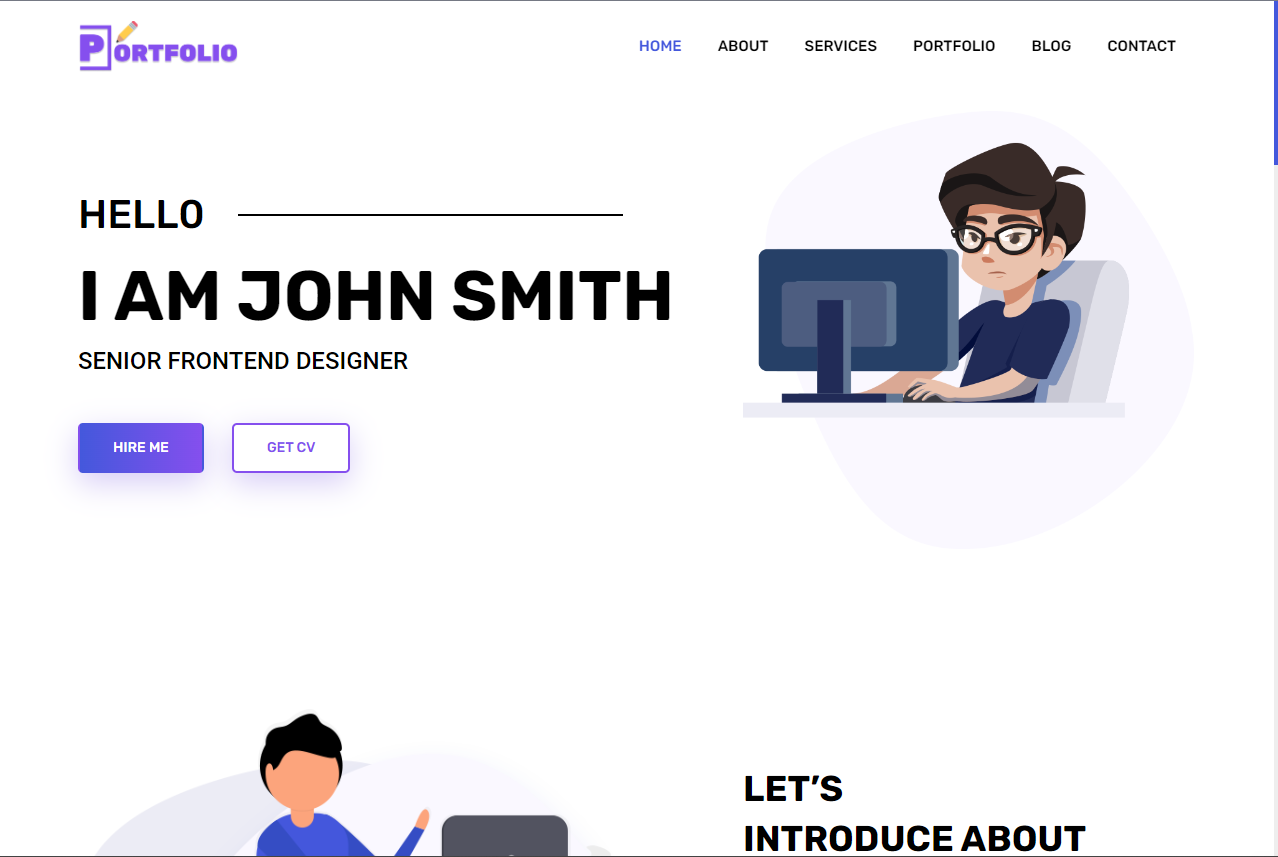 PORTFOLIO
HOME ABOUT SERVICES PORTFOLIO BLOG CONTACT
HELLO
I AM JOHN SMITH
SENIOR FRONTEND DESIGNER
HIRE ME GET CV
LET’S
INTRODUCE ABOUT